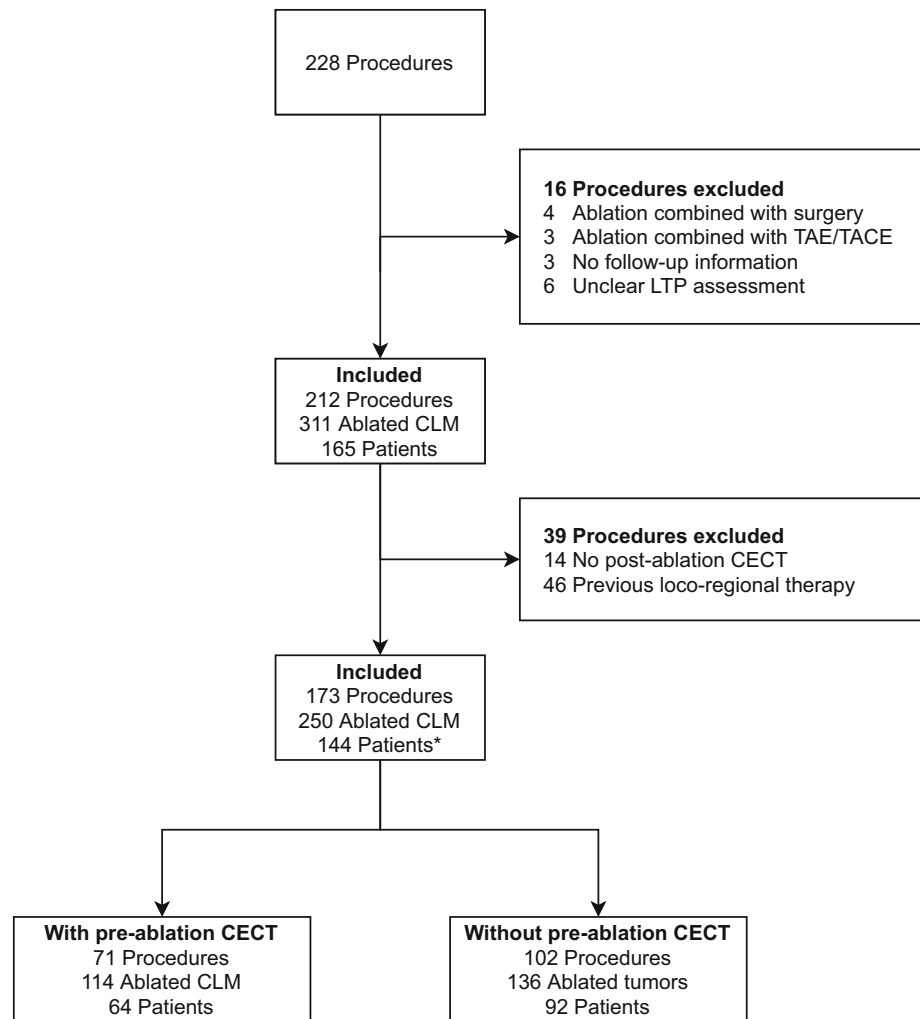 228 Procedures
16 Procedures excluded
4 Ablation combined with surgery
3 Ablation combined with TAE/TACE
3 No follow-up information
6 Unclear LTP assessment
Included
212 Procedures
311 Ablated CLM
165 Patients
39 Procedures excluded
14 No post-ablation CECT
46 Previous loco-regional therapy
Included
173 Procedures
250 Ablated CLM
144 Patients*
With pre-ablation CECT
71 Procedures
114 Ablated CLM
64 Patients
Without pre-ablation CECT
102 Procedures
136 Ablated tumors
92 Patients